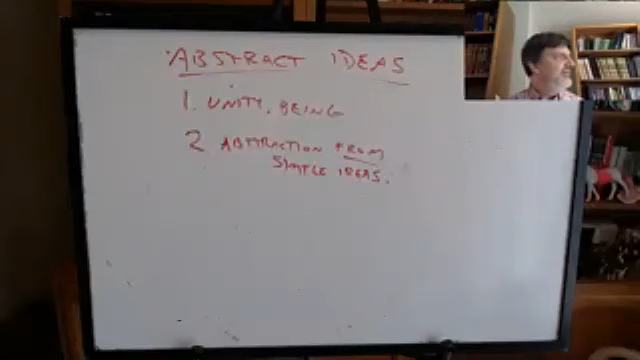 ABSTRACT IDEAS
1. UNITY, BEING
2 ABSTRACTION FROM
SIMPLE IDEAS.